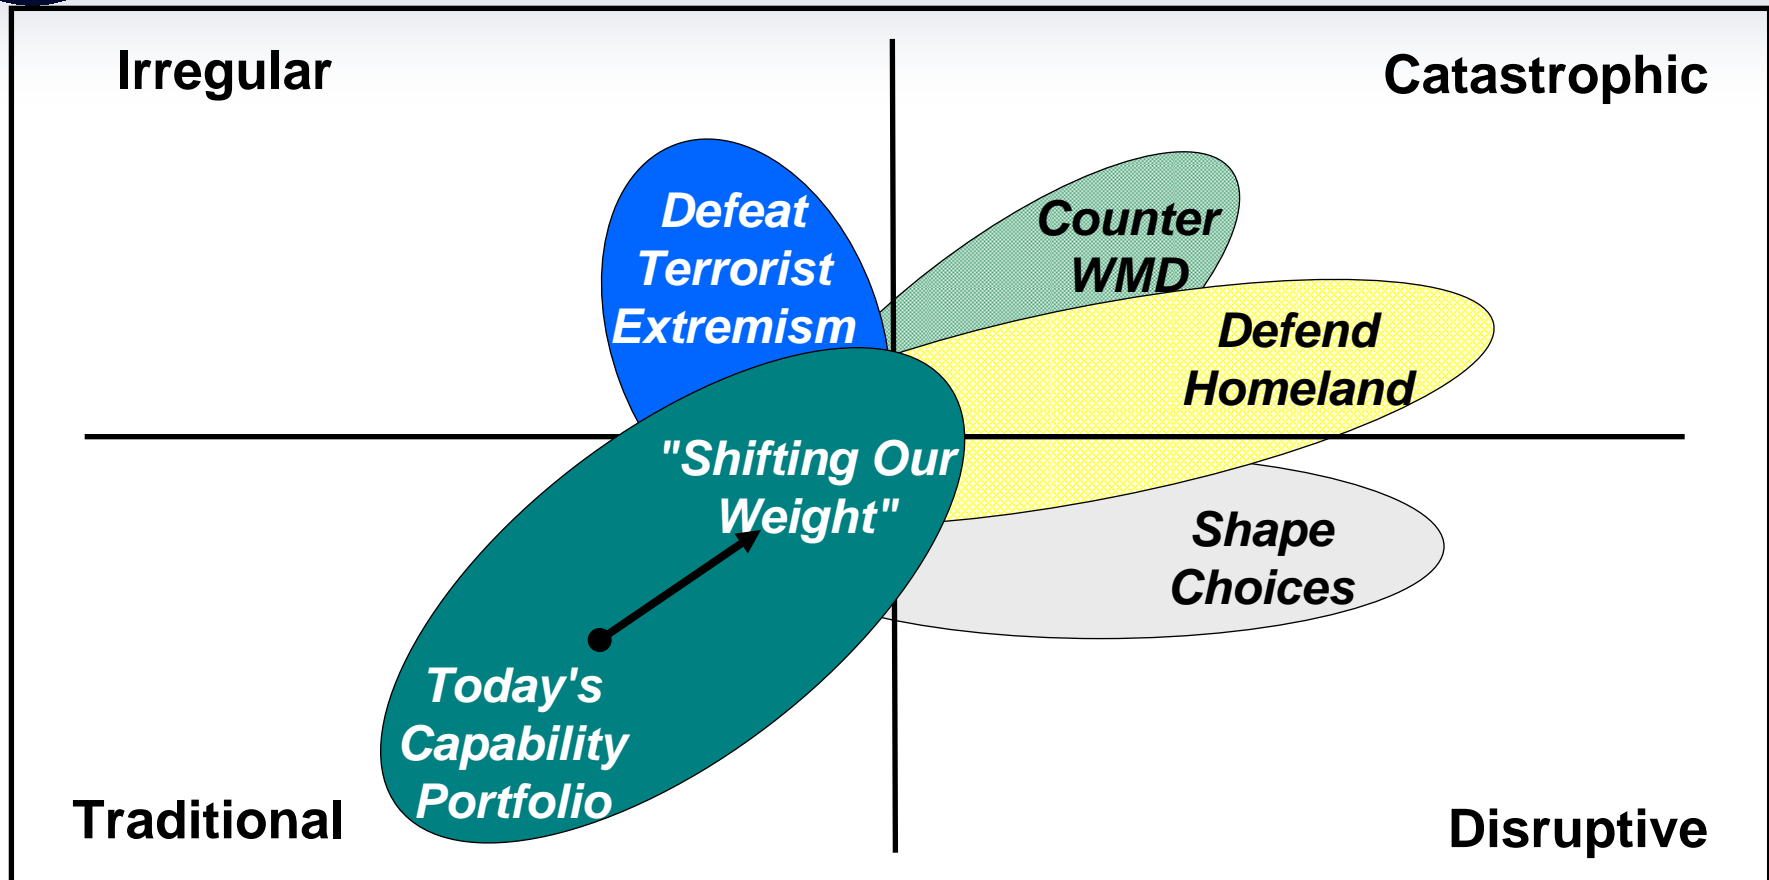 Irregular
Catastrophic
Defeat
Terrorist
Extremism
Counter
WMD
Defend
Homeland
"Shifting Our
Weight"
Shape
Choices
Today's
Capability
Portfolio
Traditional
Disruptive